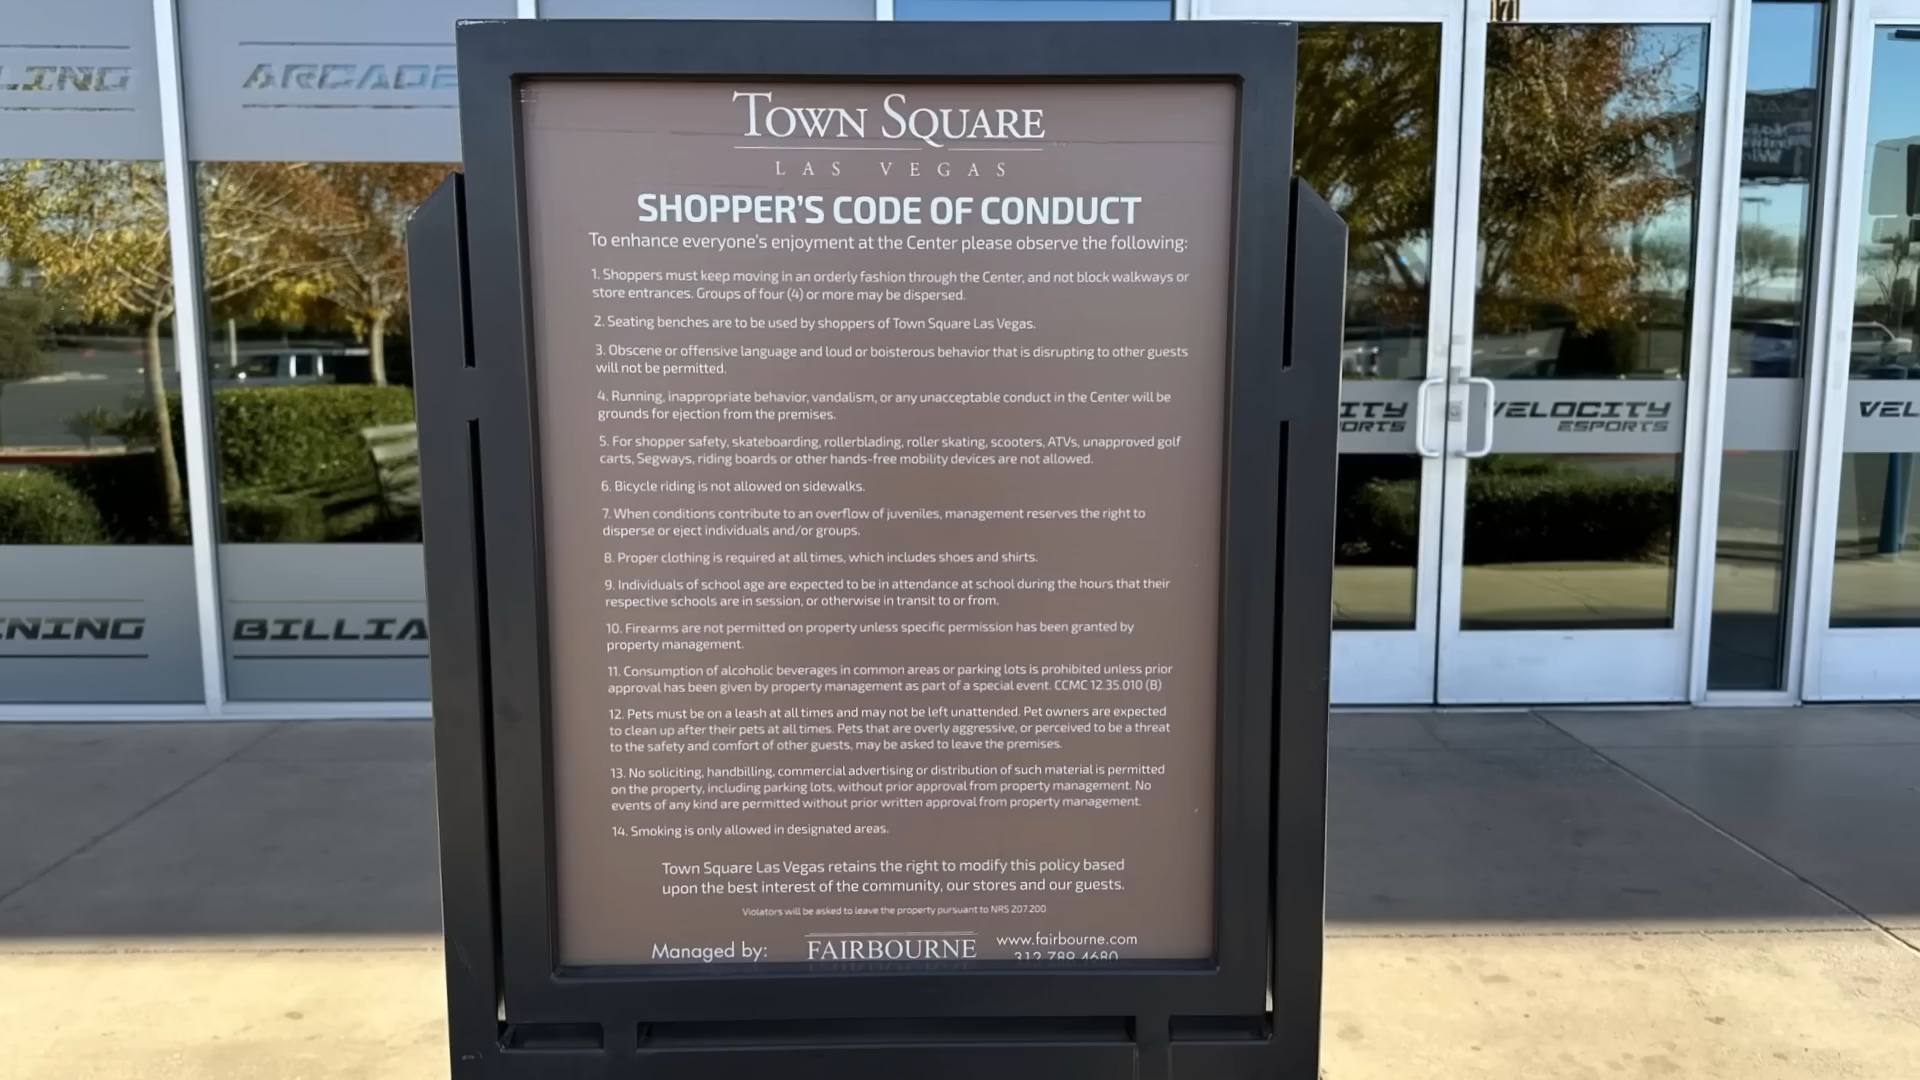 LING
ARCADE
TOWN SQUARE
LAS VEGAS
SHOPPER'S CODE OF CONDUCT
To enhance everyone's enjoyment at the Center please observe the following:
1. Shoppers must keep moving in an orderly fashion through the Center, and not block walkways or
store entrances. Groups of four (4) or more may be dispersed.
2. Seating benches are to be used by shoppers of Town Square Las Vegas.
3. Obscene or offensive language and loud or boisterous behavior that is disrupting to other guests
will not be permitted.
4. Running, inappropriate behavior, vandalism, or any unacceptable conduct in the Center will be
grounds for ejection from the premises.
5. For shopper safety, skateboarding, rollerblading, roller skating, scooters, ATVs, unapproved golf
carts, Segways, riding boards or other hands-free mobility devices are not allowed.
6. Bicycle riding is not allowed on sidewalks.
7. When conditions contribute to an overflow of juveniles, management reserves the right to
disperse or eject individuals and/or groups.
8. Proper clothing is required at all times, which includes shoes and shirts.
9. Individuals of school age are expected to be in attendance at school during the hours that their
respective schools are in session, or otherwise in transit to or from.
10. Firearms are not permitted on property unless specific permission has been granted by
property management.
11. Consumption of alcoholic beverages in common areas or parking lots is prohibited unless prior
approval has been given by property management as part of a special event. CCMC 12.35.010 (B)
12. Pets must be on a leash at all times and may not be left unattended. Pet owners are expected
to clean up after their pets at all times. Pets that are overly aggressive, or perceived to be a threat
to the safety and comfort of other guests, may be asked to leave the premises.
13. No soliciting, handbilling, commercial advertising or distribution of such material is permitted
on the property, including parking lots, without prior approval from property management. No
events of any kind are permitted without prior written approval from property management.
14. Smoking is only allowed in designated areas.
Town Square Las Vegas retains the right to modify this policy based
upon the best interest of the community, our stores and our guests.
Violators will be asked to leave the property pursuant to NRS 207.200
Managed by: FAIRBOURNE
www.fairbourne.com
312 789 4680
NING
BILLIA
ITY
ORTS
VELOCITY
ESPORTS
VEL